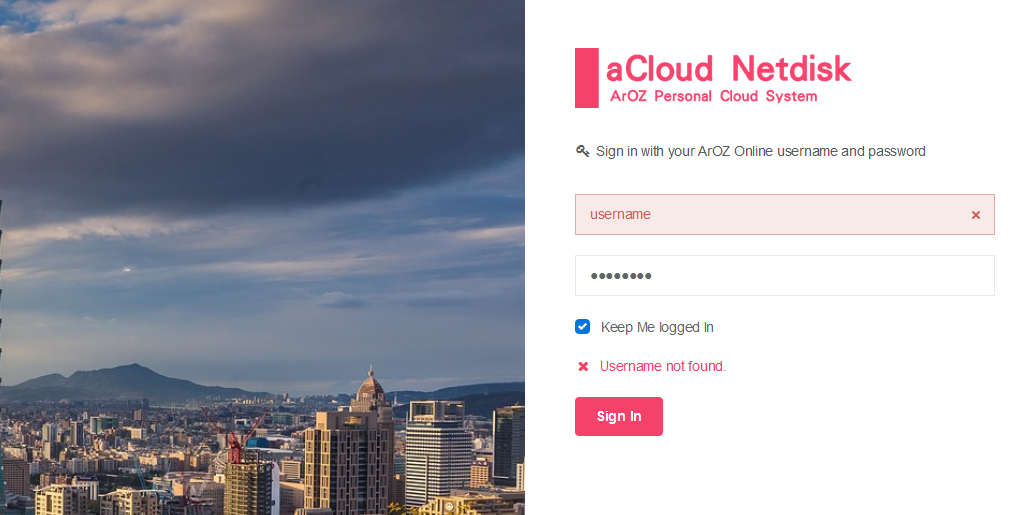 aCloud Netdisk
ArOZ Personal Cloud System
Sign in with your ArOZ Online username and password
username
••••••••
Keep Me logged In
Username not found.
Sign In